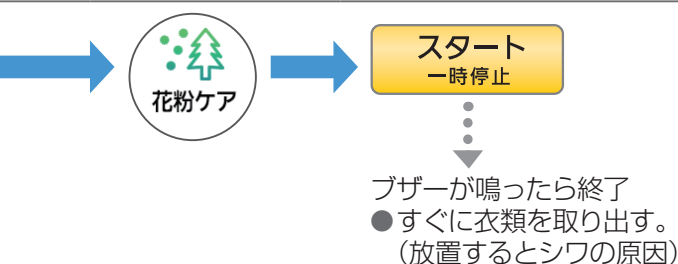 花粉ケア
スタート
一時停止
ブザーが鳴ったら終了
●すぐに衣類を取り出す。
（放置するとシワの原因）